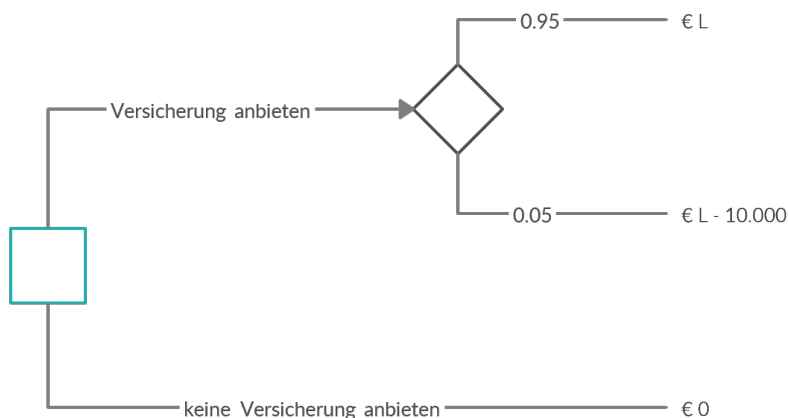 0.95 € L
Versicherung anbieten
0.05 € L - 10.000
keine Versicherung anbieten € 0